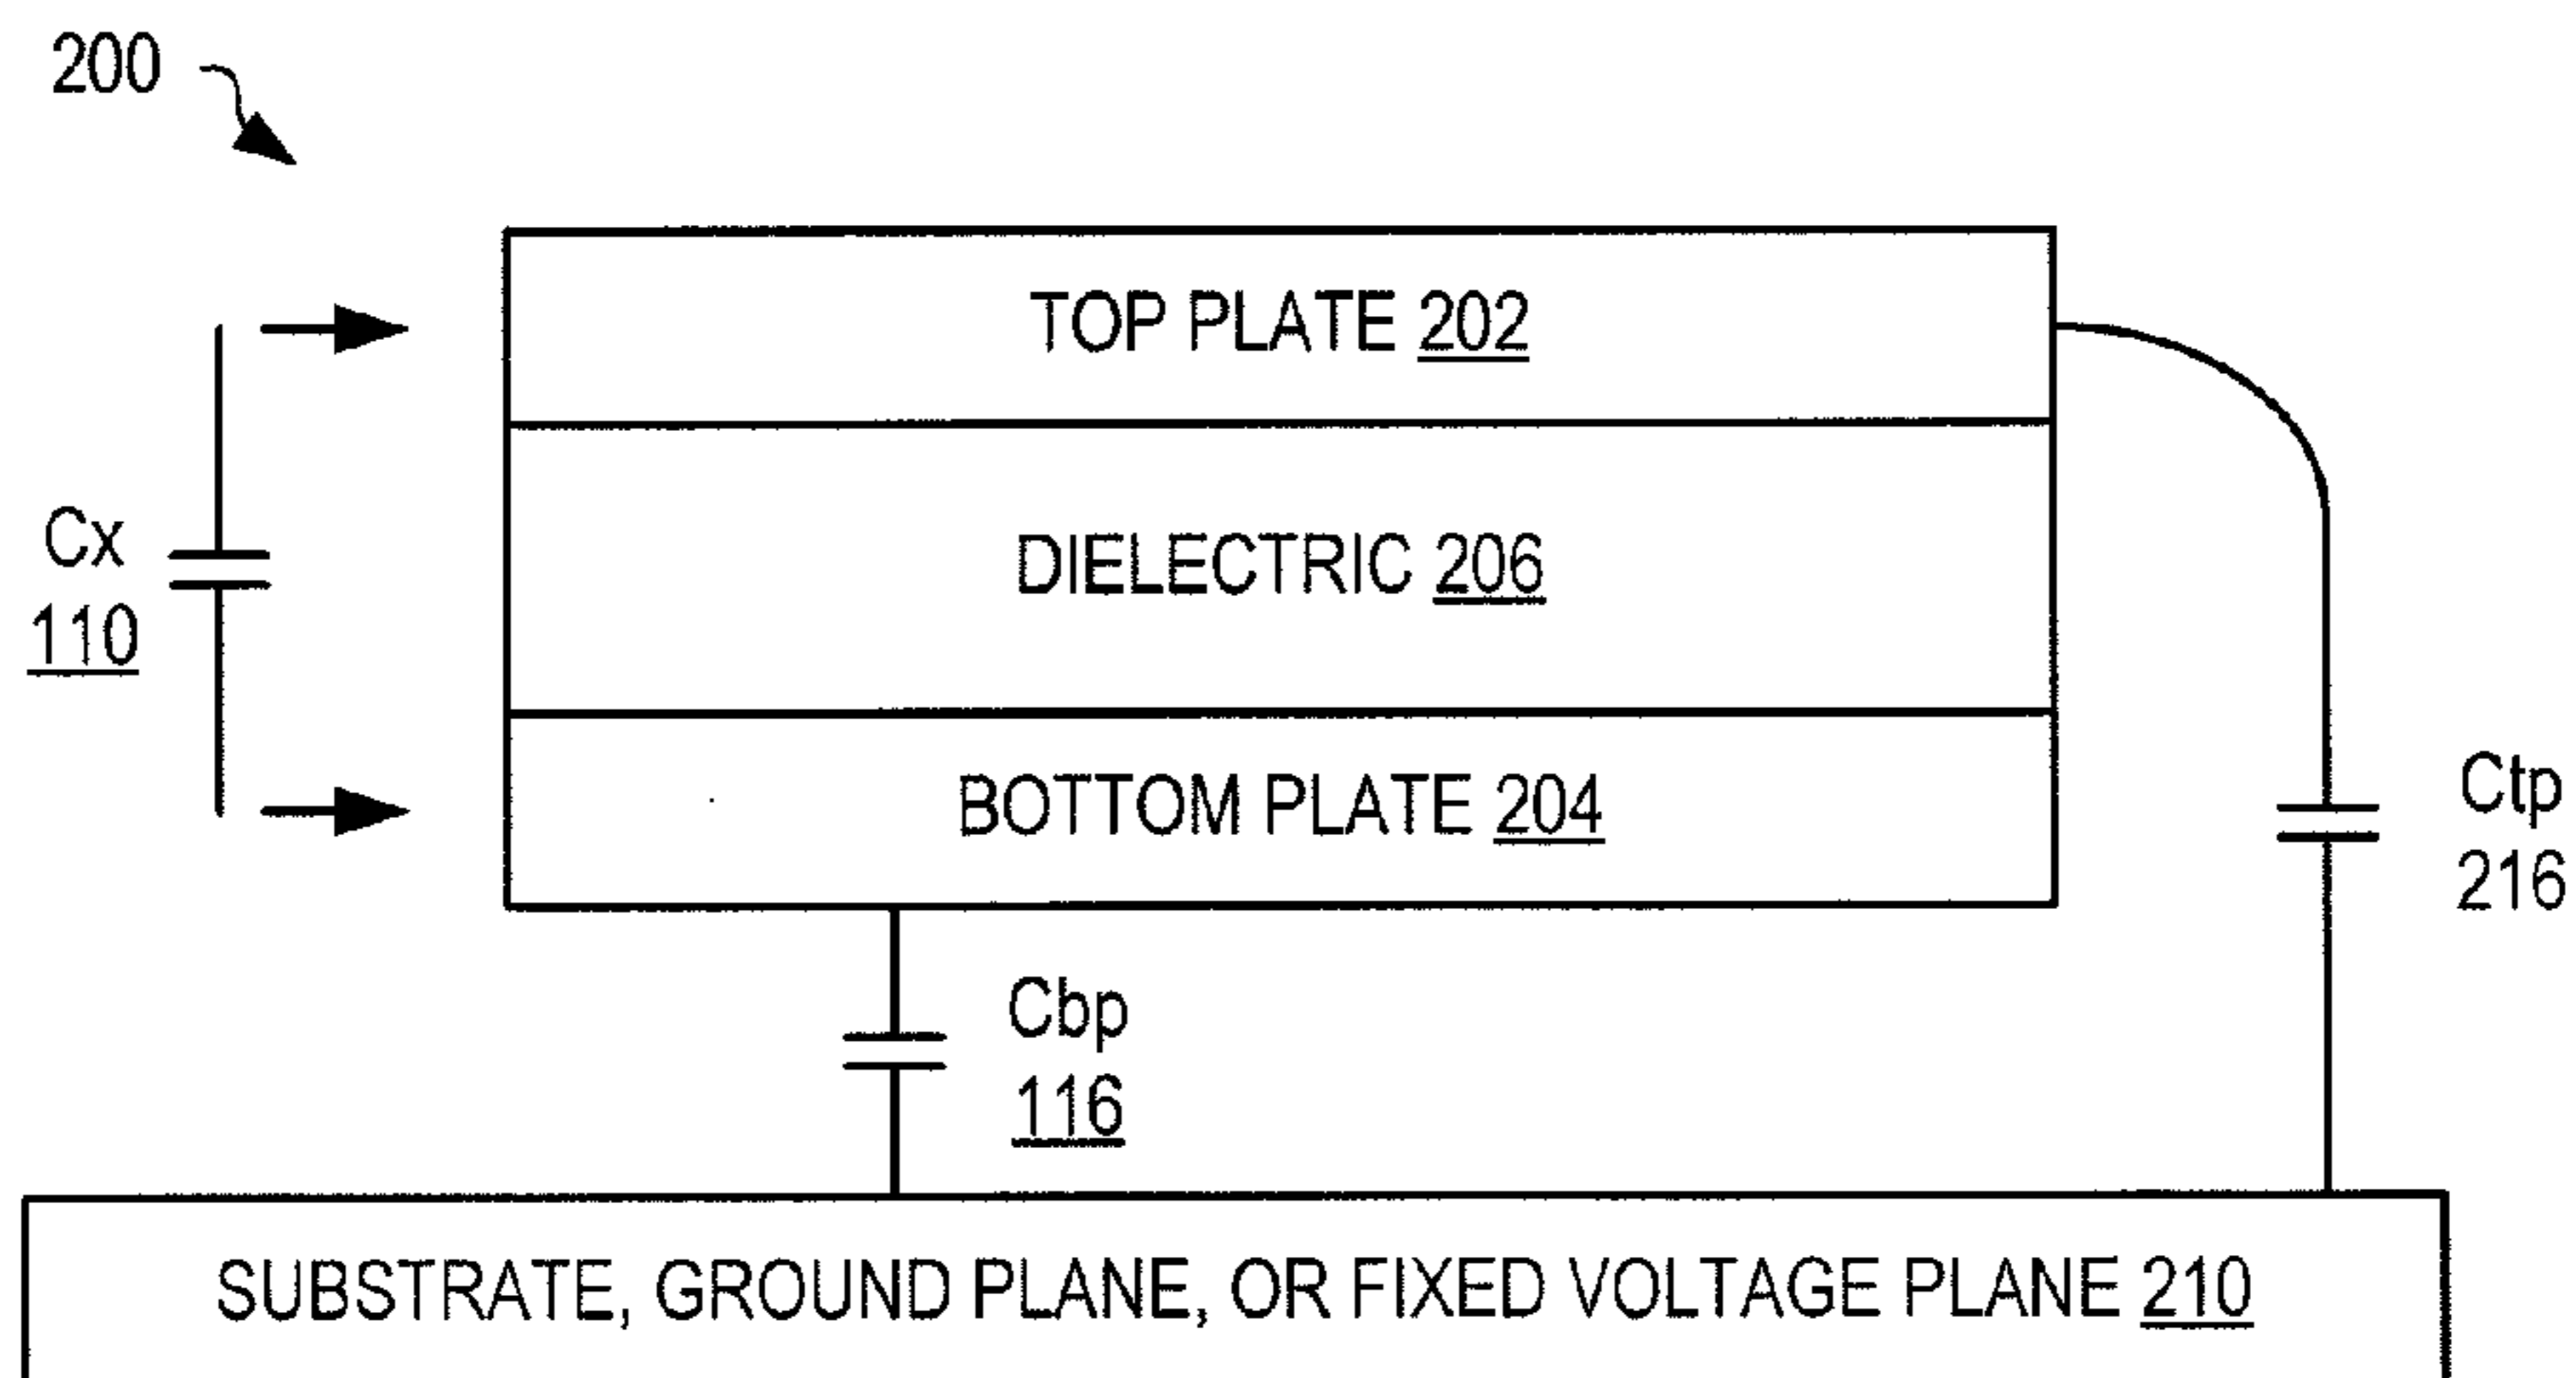 200
TOP PLATE 202
Cx
110
DIELECTRIC 206
BOTTOM PLATE 204
Ctp
216
Cbp
116
SUBSTRATE, GROUND PLANE, OR FIXED VOLTAGE PLANE 210